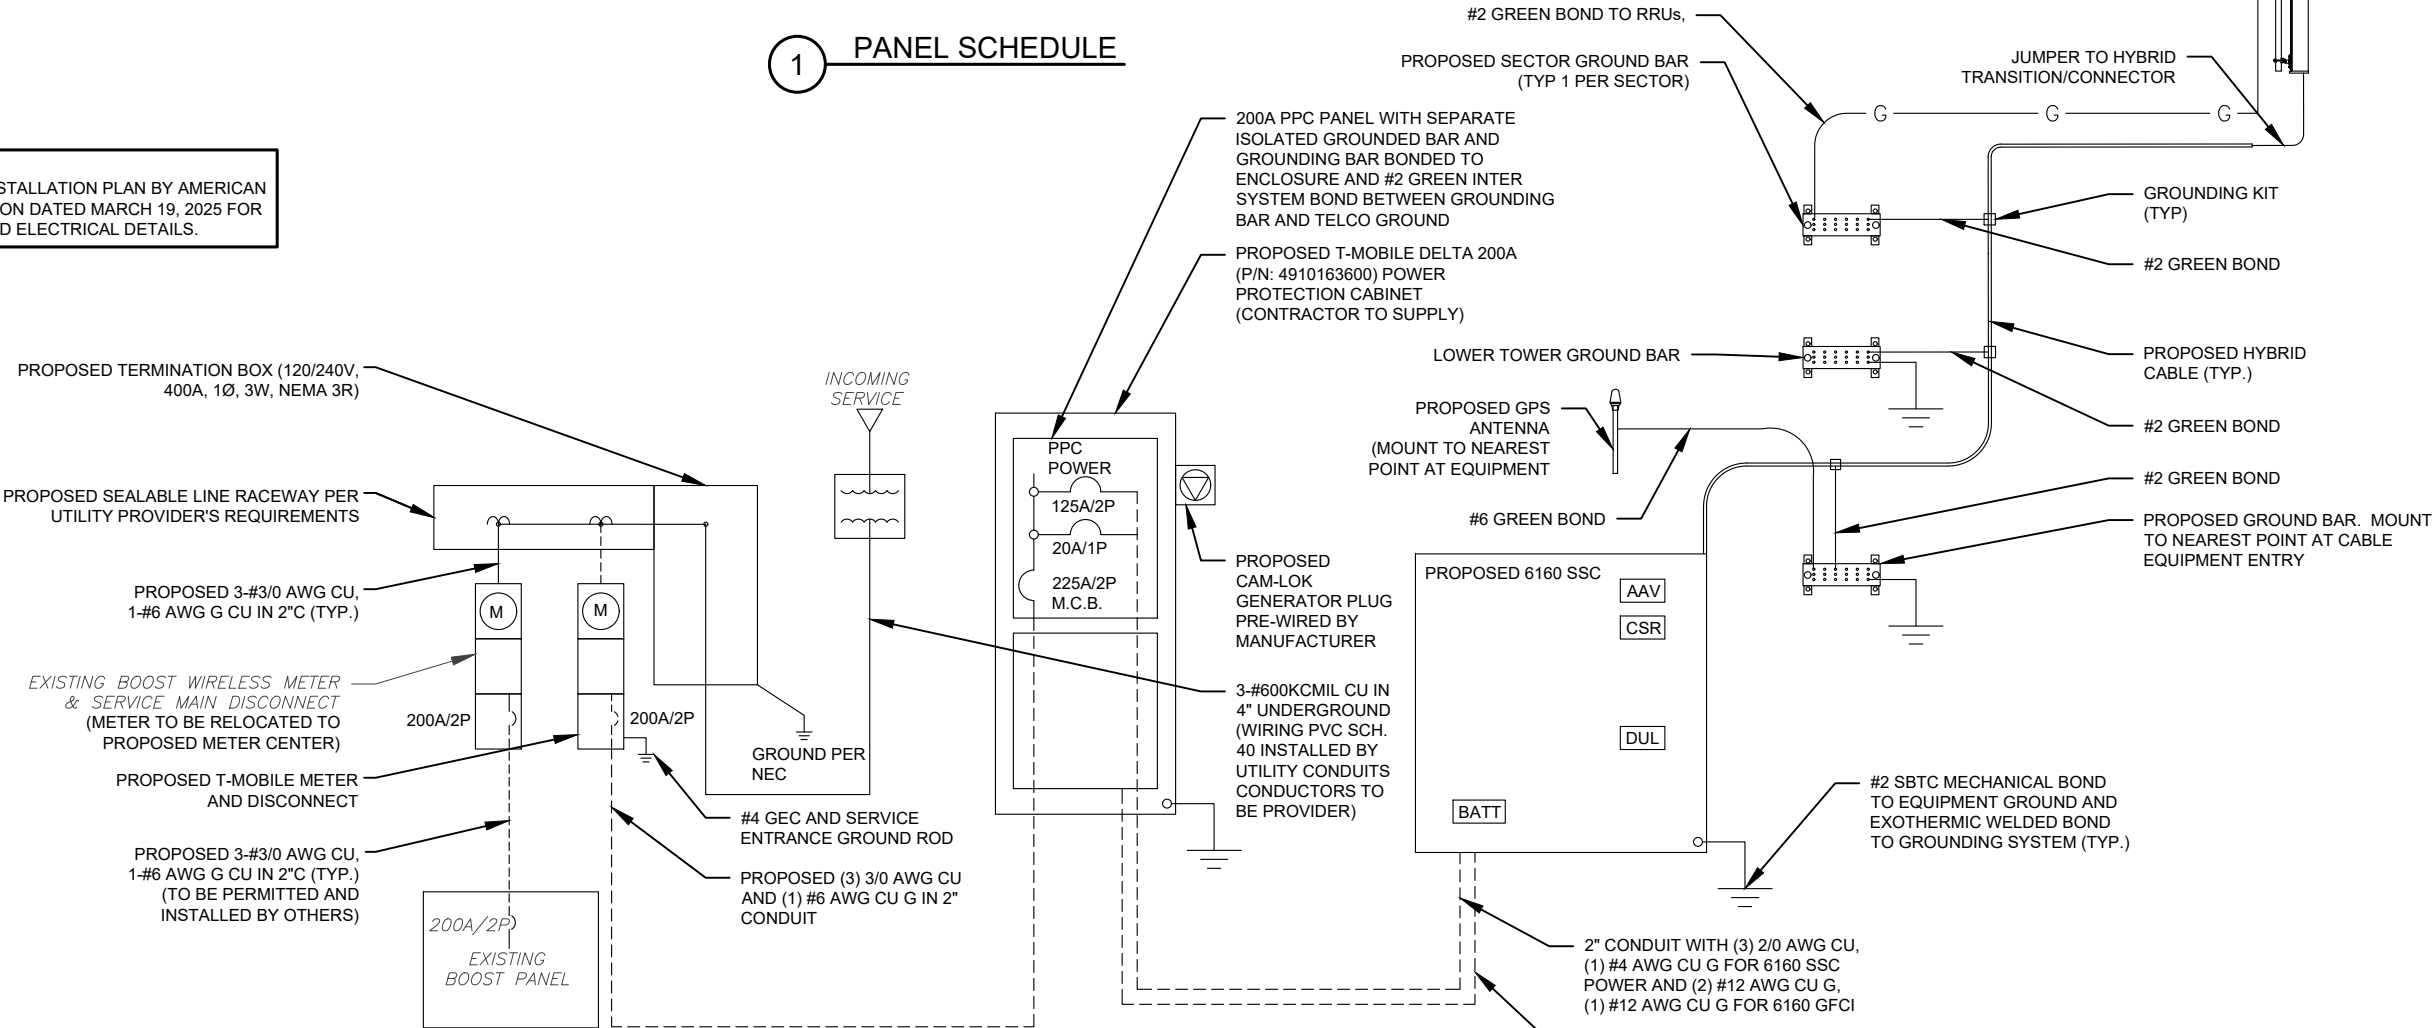 1
PANEL SCHEDULE
STALLATION PLAN BY AMERICAN
ON DATED MARCH 19, 2025 FOR
D ELECTRICAL DETAILS.
#2 GREEN BOND TO RRUs,
PROPOSED SECTOR GROUND BAR
(TYP 1 PER SECTOR)
JUMPER TO HYBRID
TRANSITION/CONNECTOR
G
G
G
200A PPC PANEL WITH SEPARATE
ISOLATED GROUNDED BAR AND
GROUNDING BAR BONDED TO
ENCLOSURE AND #2 GREEN INTER
SYSTEM BOND BETWEEN GROUNDING
BAR AND TELCO GROUND
GROUNDING KIT
(TYP)
#2 GREEN BOND
PROPOSED T-MOBILE DELTA 200A
(P/N: 4910163600) POWER
PROTECTION CABINET
(CONTRACTOR TO SUPPLY)
LOWER TOWER GROUND BAR
PROPOSED HYBRID
CABLE (TYP.)
#2 GREEN BOND
PROPOSED GPS
ANTENNA
(MOUNT TO NEAREST
POINT AT EQUIPMENT
#2 GREEN BOND
#6 GREEN BOND
PROPOSED GROUND BAR. MOUNT
TO NEAREST POINT AT CABLE
EQUIPMENT ENTRY
PROPOSED TERMINATION BOX (120/240V,
400A, 1Ø, 3W, NEMA 3R)
INCOMING
SERVICE
PROPOSED SEALABLE LINE RACEWAY PER
UTILITY PROVIDER'S REQUIREMENTS
PPC
POWER
125A/2P
20A/1P
225A/2P
M.C.B.
PROPOSED
CAM-LOK
GENERATOR PLUG
PRE-WIRED BY
MANUFACTURER
PROPOSED 6160 SSC
AAV
CSR
DUL
BATT
PROPOSED 3-#3/0 AWG CU,
1-#6 AWG G CU IN 2"C (TYP.)
M
M
EXISTING BOOST WIRELESS METER
& SERVICE MAIN DISCONNECT
(METER TO BE RELOCATED TO
PROPOSED METER CENTER)
200A/2P
200A/2P
GROUND PER
NEC
3-#600KCMIL CU IN
4" UNDERGROUND
(WIRING PVC SCH.
40 INSTALLED BY
UTILITY CONDUITS
CONDUCTORS TO
BE PROVIDER)
PROPOSED T-MOBILE METER
AND DISCONNECT
#4 GEC AND SERVICE
ENTRANCE GROUND ROD
#2 SBTC MECHANICAL BOND
TO EQUIPMENT GROUND AND
EXOTHERMIC WELDED BOND
TO GROUNDING SYSTEM (TYP.)
PROPOSED 3-#3/0 AWG CU,
1-#6 AWG G CU IN 2"C (TYP.)
(TO BE PERMITTED AND
INSTALLED BY OTHERS)
PROPOSED (3) 3/0 AWG CU
AND (1) #6 AWG CU G IN 2"
CONDUIT
200A/2P
EXISTING
BOOST PANEL
2" CONDUIT WITH (3) 2/0 AWG CU,
(1) #4 AWG CU G FOR 6160 SSC
POWER AND (2) #12 AWG CU G,
(1) #12 AWG CU G FOR 6160 GFCI